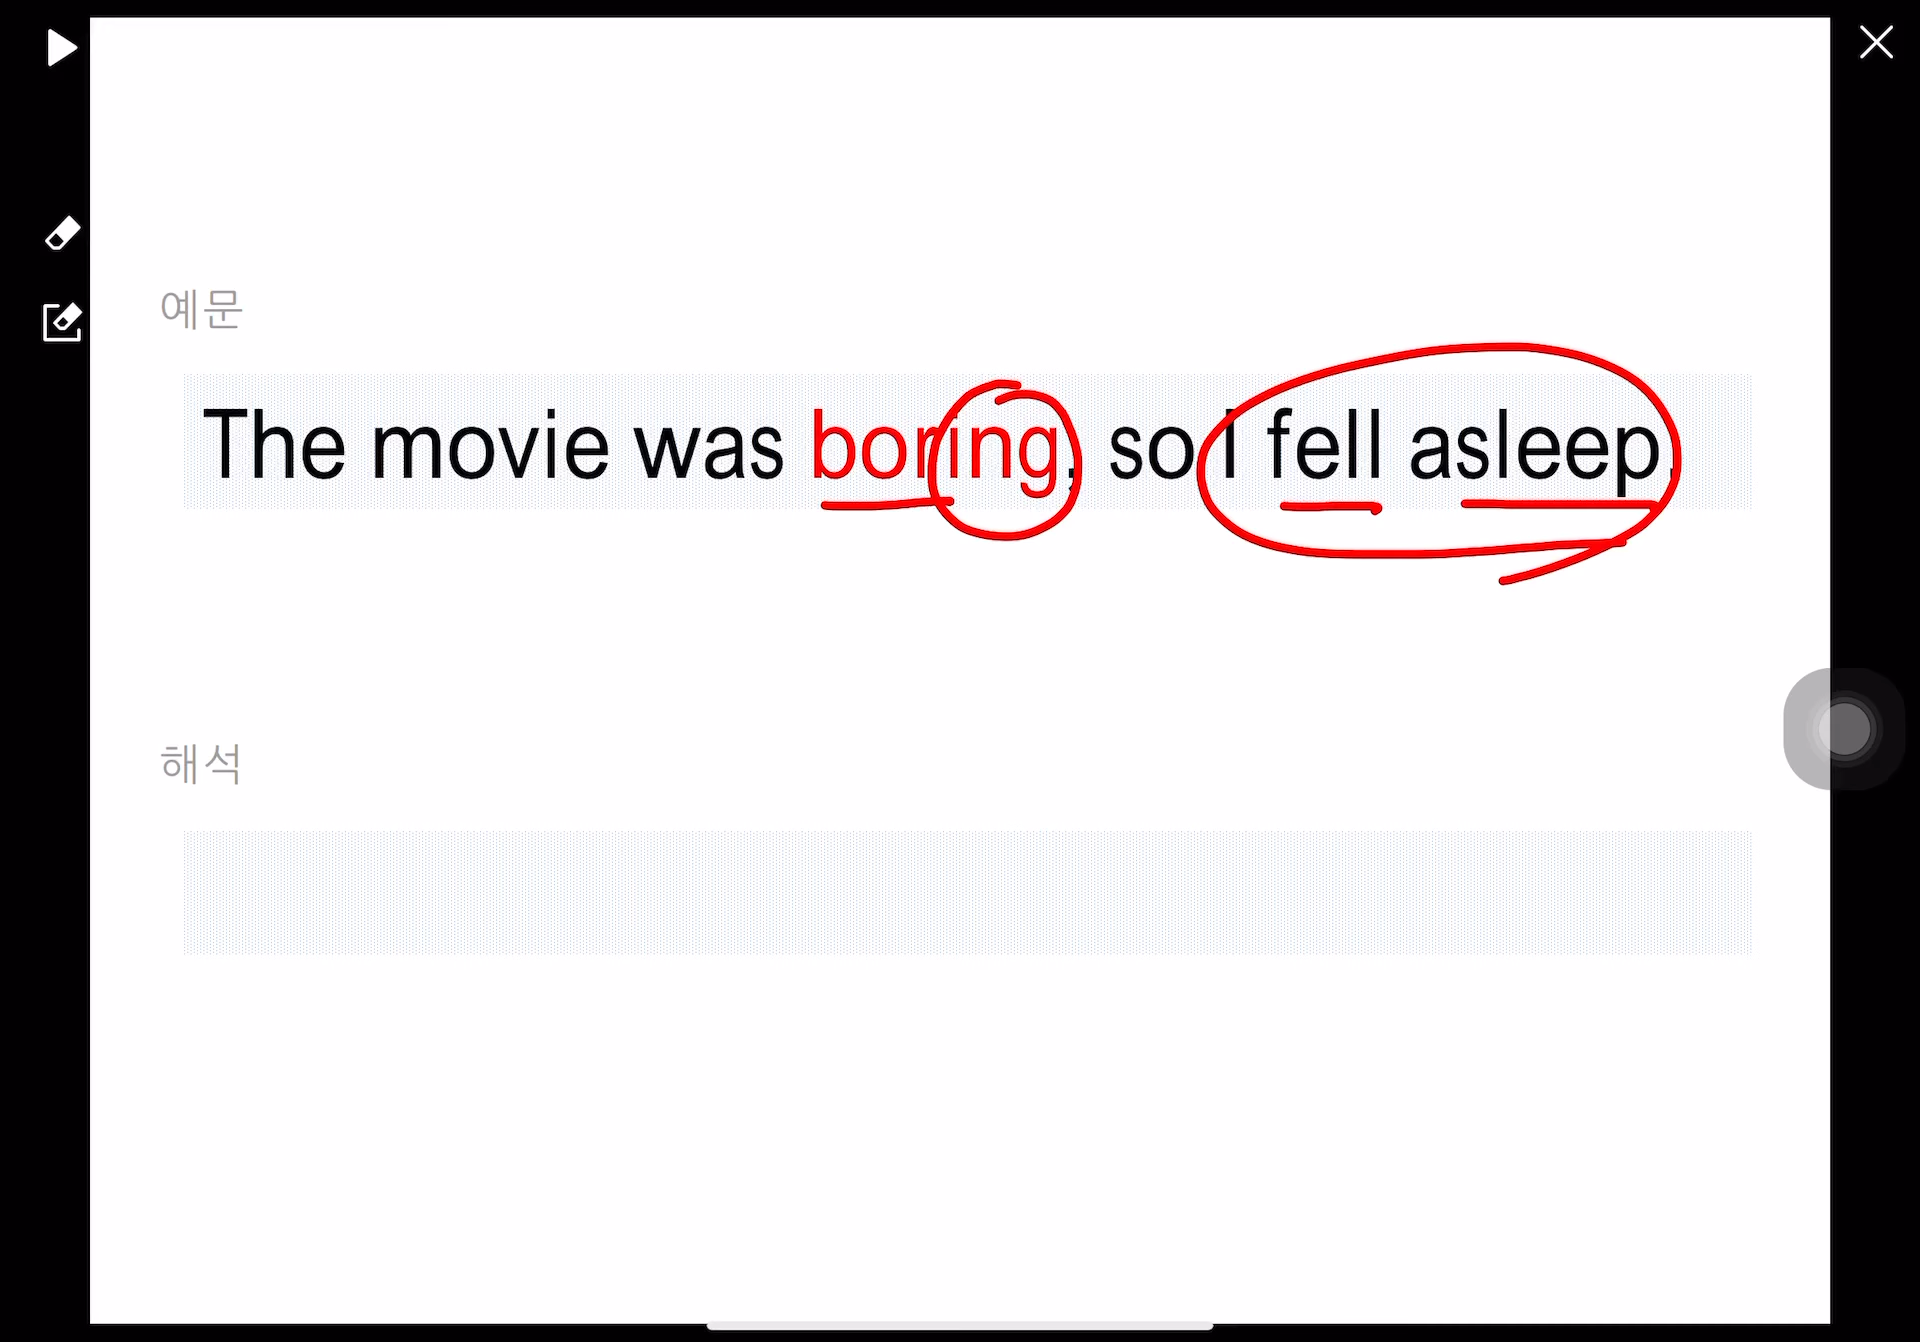 예문
The movie was boring, so I fell asleep.
해석